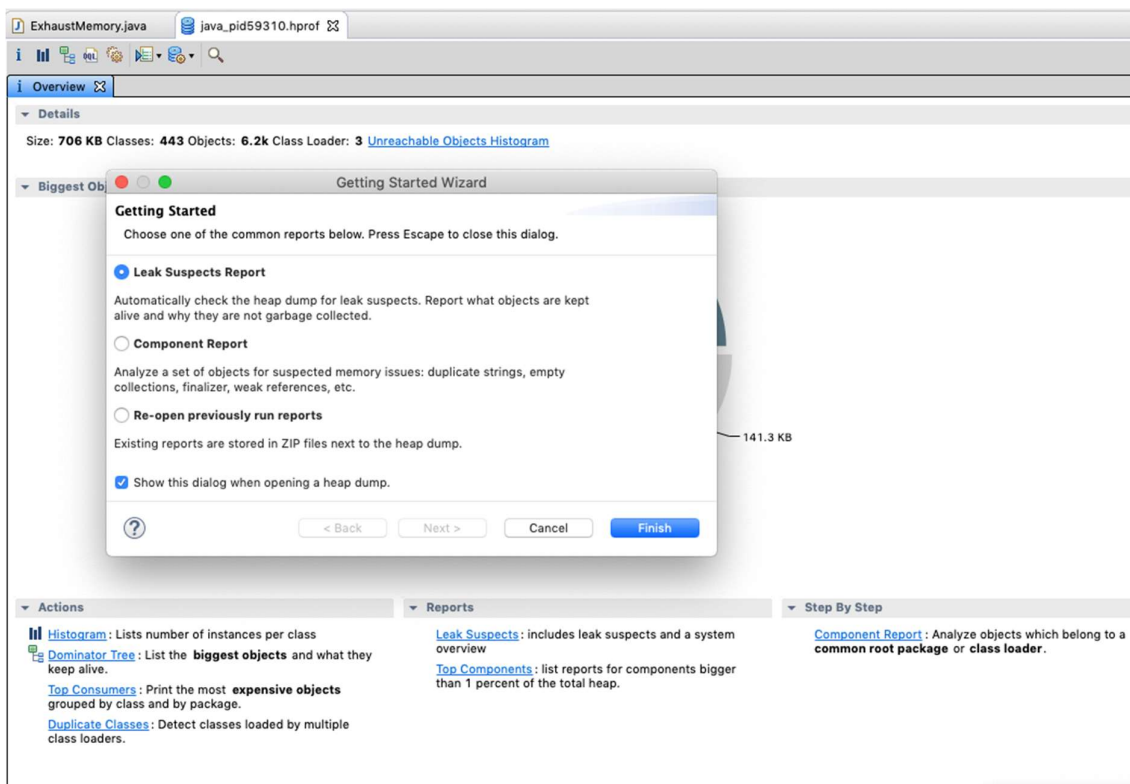 ExhaustMemory.java java_pid59310.hprof
OQL
i Overview
Details
Size: 706 KB Classes: 443 Objects: 6.2k Class Loader: 3 Unreachable Objects Histogram
Biggest Obj
Getting Started Wizard
Getting Started
Choose one of the common reports below. Press Escape to close this dialog.
Leak Suspects Report
Automatically check the heap dump for leak suspects. Report what objects are kept
alive and why they are not garbage collected.
Component Report
Analyze a set of objects for suspected memory issues: duplicate strings, empty
collections, finalizer, weak references, etc.
Re-open previously run reports
Existing reports are stored in ZIP files next to the heap dump.
141.3 KB
Show this dialog when opening a heap dump.
? < Back Next > Cancel Finish
Actions
Histogram : Lists number of instances per class
Dominator Tree : List the biggest objects and what they
keep alive.
Top Consumers : Print the most expensive objects
grouped by class and by package.
Duplicate Classes : Detect classes loaded by multiple
class loaders.
Reports
Leak Suspects : includes leak suspects and a system
overview
Top Components : list reports for components bigger
than 1 percent of the total heap.
Step By Step
Component Report : Analyze objects which belong to a
common root package or class loader.